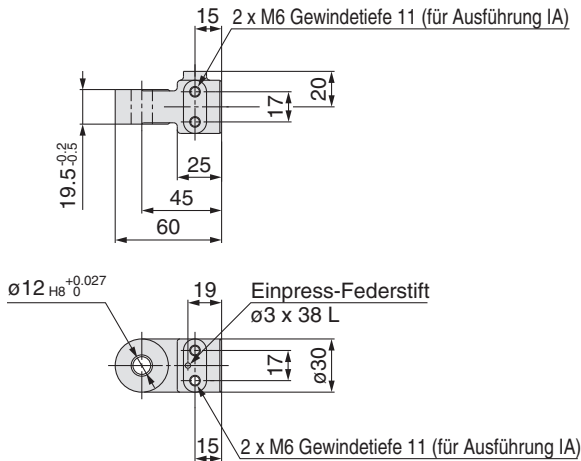 15
2 x M6 Gewindetiefe 11 (für Ausführung IA)
20
17
19.5 -0.2 -0.5
25
45
60
ø12 H8 +0.027 0
19
Einpress-Federstift
ø3 x 38 L
17
ø30
15
2 x M6 Gewindetiefe 11 (für Ausführung IA)